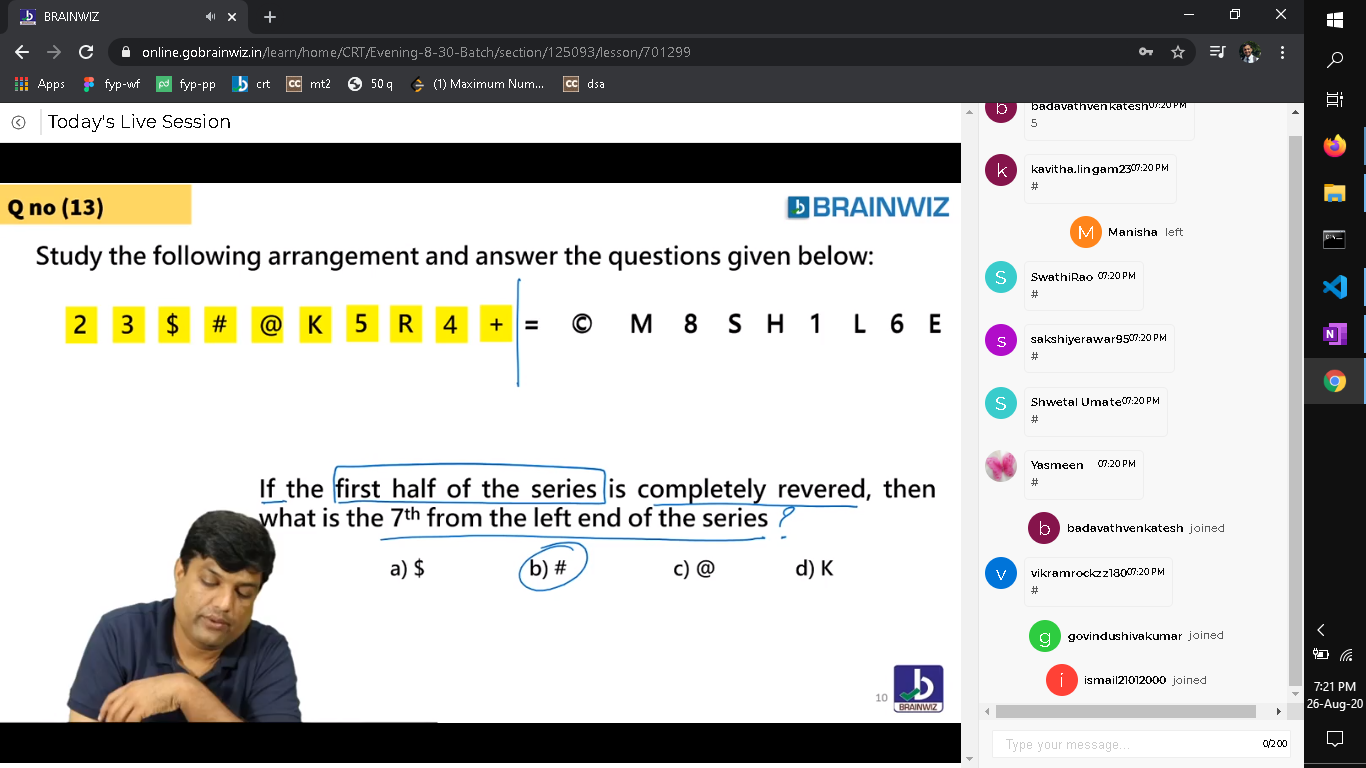 BRAINWIZ
online.gobrainwiz.in/learn/home/CRT/Evening-8-30-Batch/section/125093/lesson/701299
Apps fyp-wf fyp-pp crt CC mt2 50 q (1) Maximum Num... CC dsa
Today's Live Session
Q no (13)
BRAINWIZ
Study the following arrangement and answer the questions given below:
2 3 $ # @ K 5 R 4 + = © M 8 S H 1 L 6 E
If the first half of the series is completely revered, then
what is the 7th from the left end of the series ?
a) $ b) # c) @ d) K
10
BRAINWIZ
b badavathvenkatesh 07:20 PM
5
k kavitha.lingam23 07:20 PM
#
M Manisha left
S SwathiRao 07:20 PM
#
s sakshiyerawar95 07:20 PM
#
S Shwetal Umate 07:20 PM
#
Yasmeen 07:20 PM
#
b badavathvenkatesh joined
v vikramrockzz180 07:20 PM
#
g govindushivakumar joined
i ismail21012000 joined
Type your message... 0/200
7:21 PM
26-Aug-20